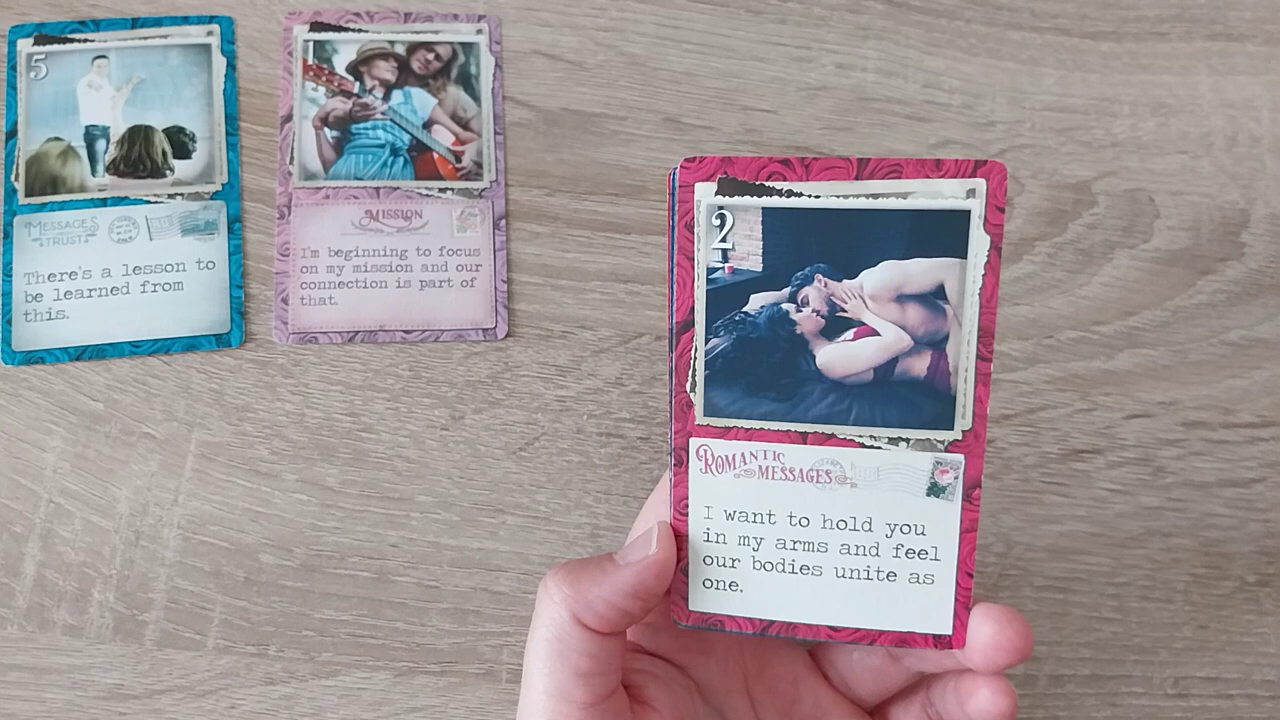 5
MESSAGES
TRUST
There's a lesson to
be learned from
this.
MISSION
I'm beginning to focus
on my mission and our
connection is part of
that.
2
ROMANTIC
MESSAGES
I want to hold you
in my arms and feel
our bodies unite as
one.